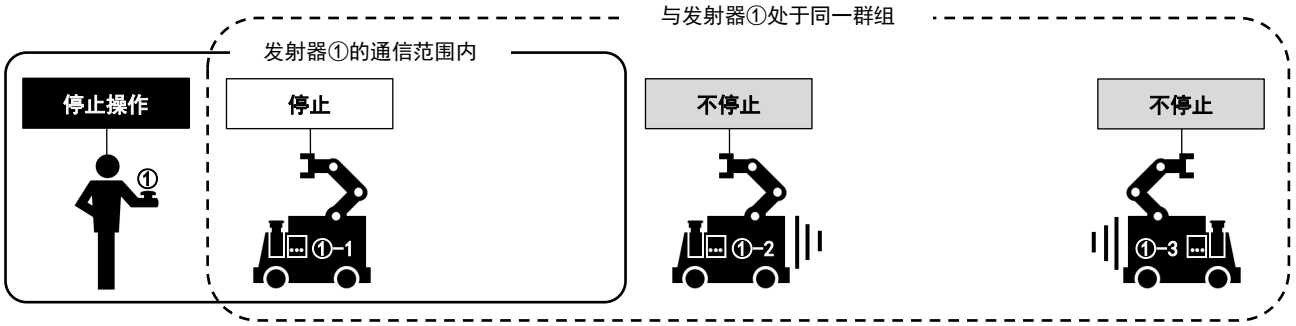 与发射器①处于同一群组
发射器①的通信范围内
停止操作
停止
不停止
不停止
①
①-1
①-2
①-3